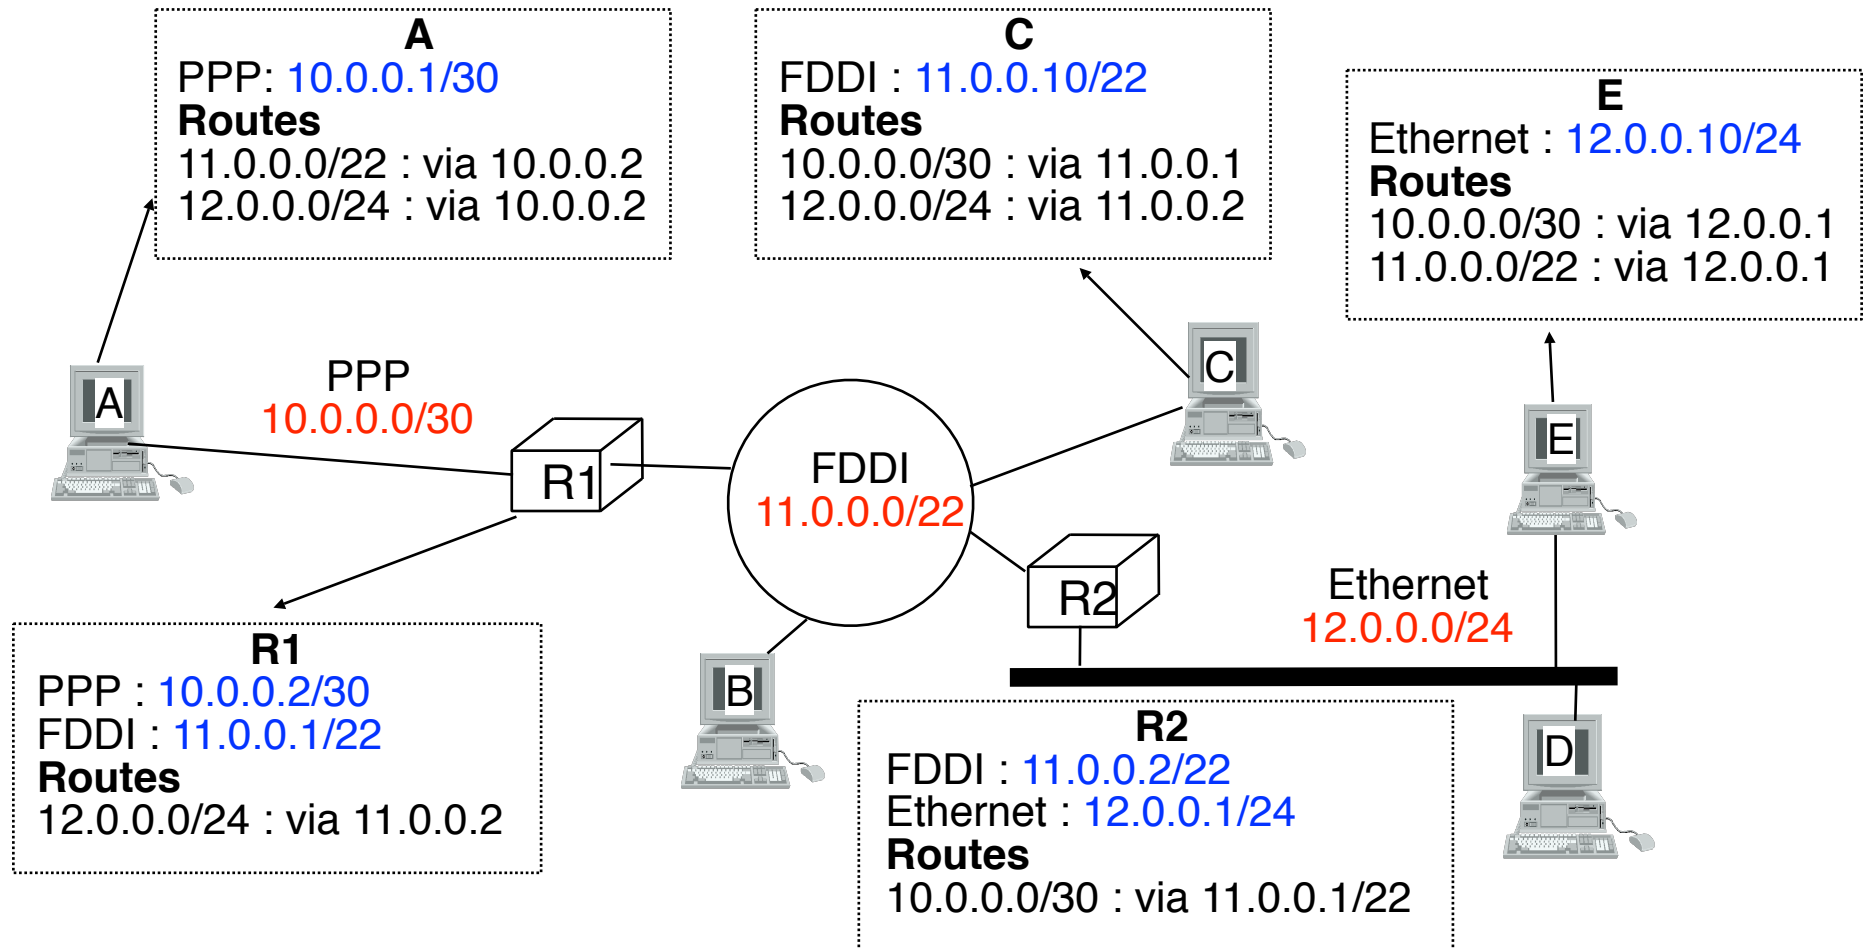 A
PPP: 10.0.0.1/30
Routes
11.0.0.0/22 : via 10.0.0.2
12.0.0.0/24 : via 10.0.0.2
C
FDDI : 11.0.0.10/22
Routes
10.0.0.0/30 : via 11.0.0.1
12.0.0.0/24 : via 11.0.0.2
E
Ethernet : 12.0.0.10/24
Routes
10.0.0.0/30 : via 12.0.0.1
11.0.0.0/22 : via 12.0.0.1
A
PPP
10.0.0.0/30
R1
FDDI
11.0.0.0/22
C
E
R2
Ethernet
12.0.0.0/24
B
D
R1
PPP : 10.0.0.2/30
FDDI : 11.0.0.1/22
Routes
12.0.0.0/24 : via 11.0.0.2
R2
FDDI : 11.0.0.2/22
Ethernet : 12.0.0.1/24
Routes
10.0.0.0/30 : via 11.0.0.1/22